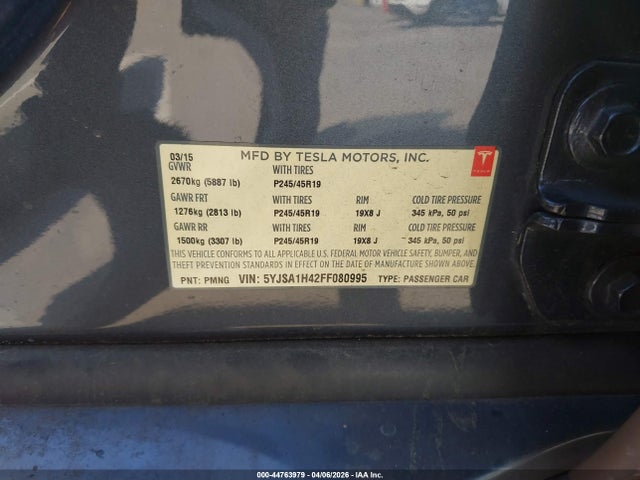 03/15 MFD BY TESLA MOTORS, INC.
GVWR WITH TIRES
2670kg (5887 lb) P245/45R19
GAWR FRT WITH TIRES RIM COLD TIRE PRESSURE
1276kg (2813 lb) P245/45R19 19X8 J 345 kPa, 50 psi
GAWR RR WITH TIRES RIM COLD TIRE PRESSURE
1500kg (3307 lb) P245/45R19 19X8 J 345 kPa, 50 psi
THIS VEHICLE CONFORMS TO ALL APPLICABLE U.S. FEDERAL MOTOR VEHICLE SAFETY, BUMPER, AND
THEFT PREVENTION STANDARDS IN EFFECT ON THE DATE OF MANUFACTURE SHOWN ABOVE.
PNT: PMNG VIN: 5YJSA1H42FF080995 TYPE: PASSENGER CAR
TESLA
000-44763979 - 04/06/2026 - IAA Inc.